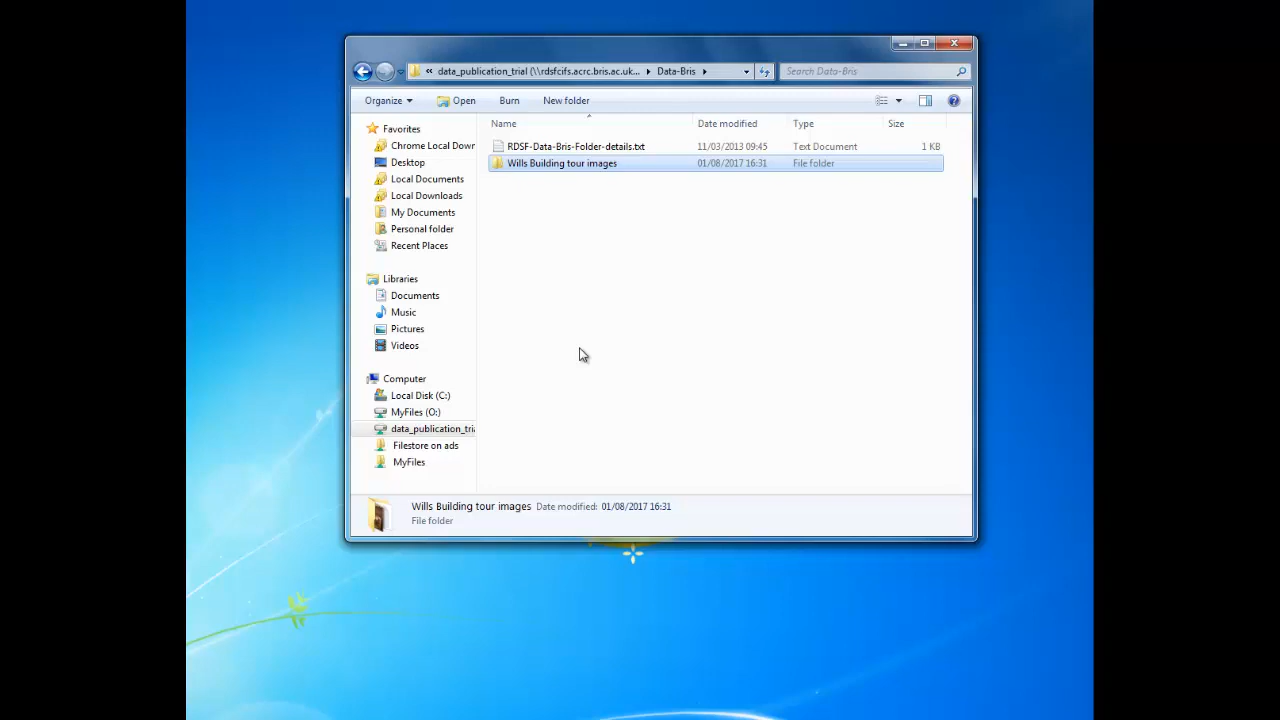 « data_publication_trial (\\rdsfcifs.acrc.bris.ac.uk... ▸ Data-Bris ▸
Search Data-Bris
Organize Open Burn New folder
Name Date modified Type Size
RDSF-Data-Bris-Folder-details.txt 11/03/2013 09:45 Text Document 1 KB
Wills Building tour images 01/08/2017 16:31 File folder
Favorites
Chrome Local Down
Desktop
Local Documents
Local Downloads
My Documents
Personal folder
Recent Places
Libraries
Documents
Music
Pictures
Videos
Computer
Local Disk (C:)
MyFiles (O:)
data_publication_tri
Filestore on ads
MyFiles
Wills Building tour images Date modified: 01/08/2017 16:31
File folder